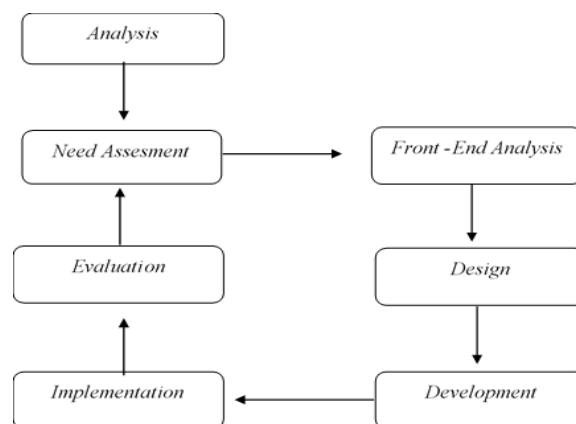 Analysis
Need Assesment
Front -End Analysis
Evaluation
Design
Implementation
Development